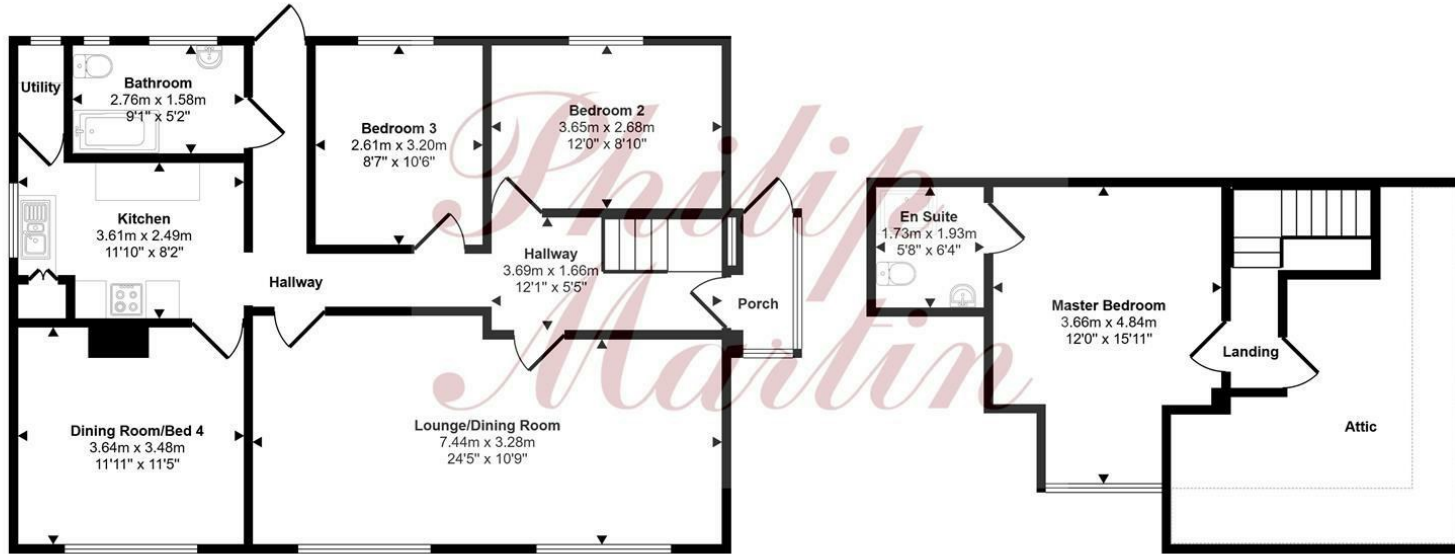 Utility
Bathroom
2.76m x 1.58m
9'1" x 5'2"
Bedroom 3
2.61m x 3.20m
8'7" x 10'6"
Bedroom 2
3.65m x 2.68m
12'0" x 8'10"
Kitchen
3.61m x 2.49m
11'10" x 8'2"
Hallway
Hallway
3.69m x 1.66m
12'1" x 5'5"
Porch
Dining Room/Bed 4
3.64m x 3.48m
11'11" x 11'5"
Lounge/Dining Room
7.44m x 3.28m
24'5" x 10'9"
En Suite
1.73m x 1.93m
5'8" x 6'4"
Master Bedroom
3.66m x 4.84m
12'0" x 15'11"
Landing
Attic
Philip
Martin